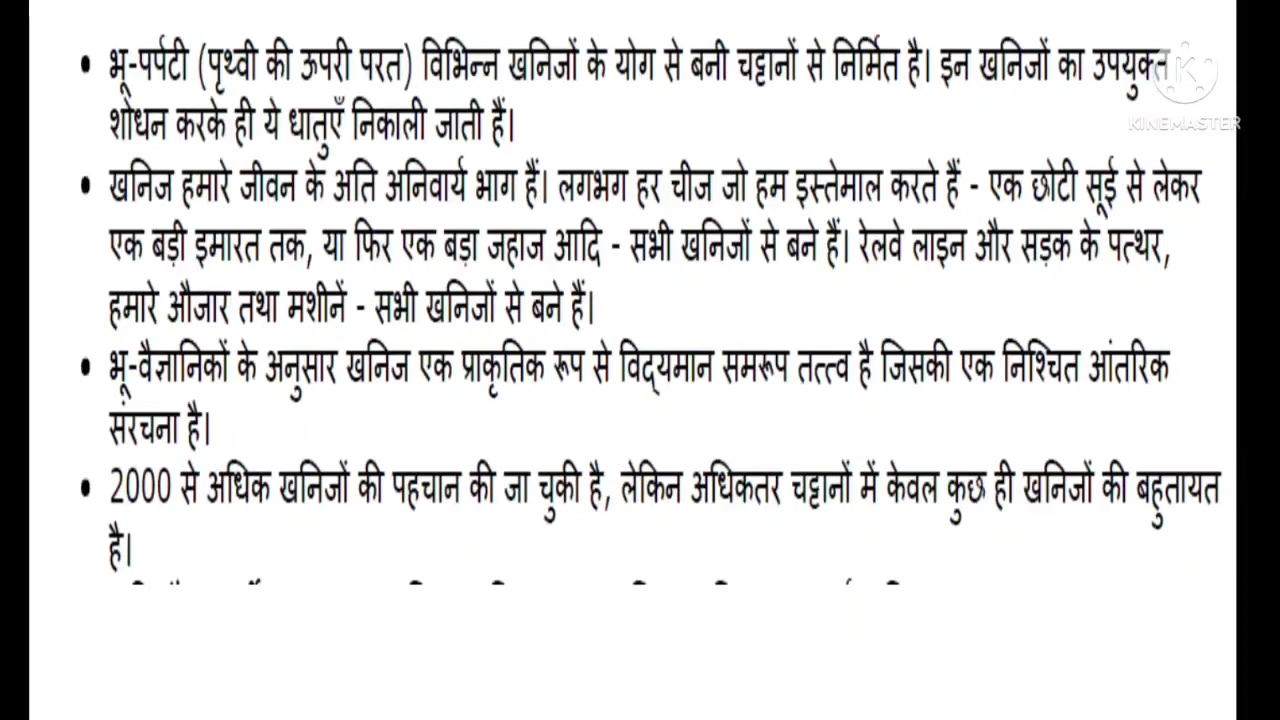 • भू-पर्पटी (पृथ्वी की ऊपरी परत) विभिन्न खनिजों के योग से बनी चट्टानों से निर्मित है। इन खनिजों का उपयुक्त
शोधन करके ही ये धातुएँ निकाली जाती हैं।
KINEMASTER
• खनिज हमारे जीवन के अति अनिवार्य भाग हैं। लगभग हर चीज जो हम इस्तेमाल करते हैं - एक छोटी सूई से लेकर
एक बड़ी इमारत तक, या फिर एक बड़ा जहाज आदि - सभी खनिजों से बने हैं। रेलवे लाइन और सड़क के पत्थर,
हमारे औजार तथा मशीनें - सभी खनिजों से बने हैं।
• भू-वैज्ञानिकों के अनुसार खनिज एक प्राकृतिक रूप से विद्यमान समरूप तत्त्व है जिसकी एक निश्चित आंतरिक
संरचना है।
• 2000 से अधिक खनिजों की पहचान की जा चुकी है, लेकिन अधिकतर चट्टानों में केवल कुछ ही खनिजों की बहुतायत
है।